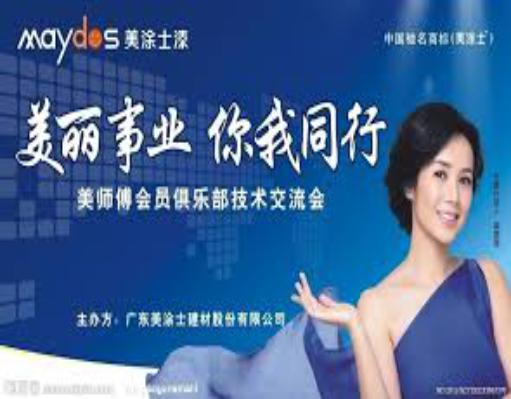 maydos 美涂士漆
中国驰名商标（美涂士®）
美丽事业 你我同行
美师傅会员俱乐部技术交流会
主办方：广东美涂士建材股份有限公司